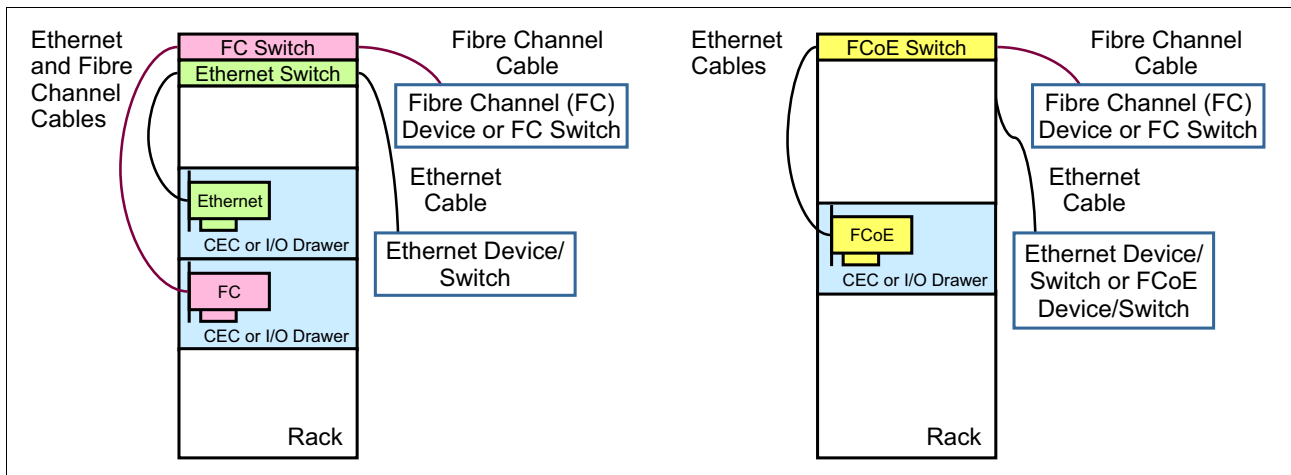 Ethernet
and Fibre
Channel
Cables
FC Switch
Ethernet Switch
Fibre Channel
Cable
Fibre Channel (FC)
Device or FC Switch
Ethernet
CEC or I/O Drawer
Ethernet
Cable
Ethernet Device/
Switch
FC
CEC or I/O Drawer
Rack
Ethernet
Cables
FCoE Switch
Fibre Channel
Cable
Fibre Channel (FC)
Device or FC Switch
Ethernet
Cable
FCoE
CEC or I/O Drawer
Ethernet Device/
Switch or FCoE
Device/Switch
Rack